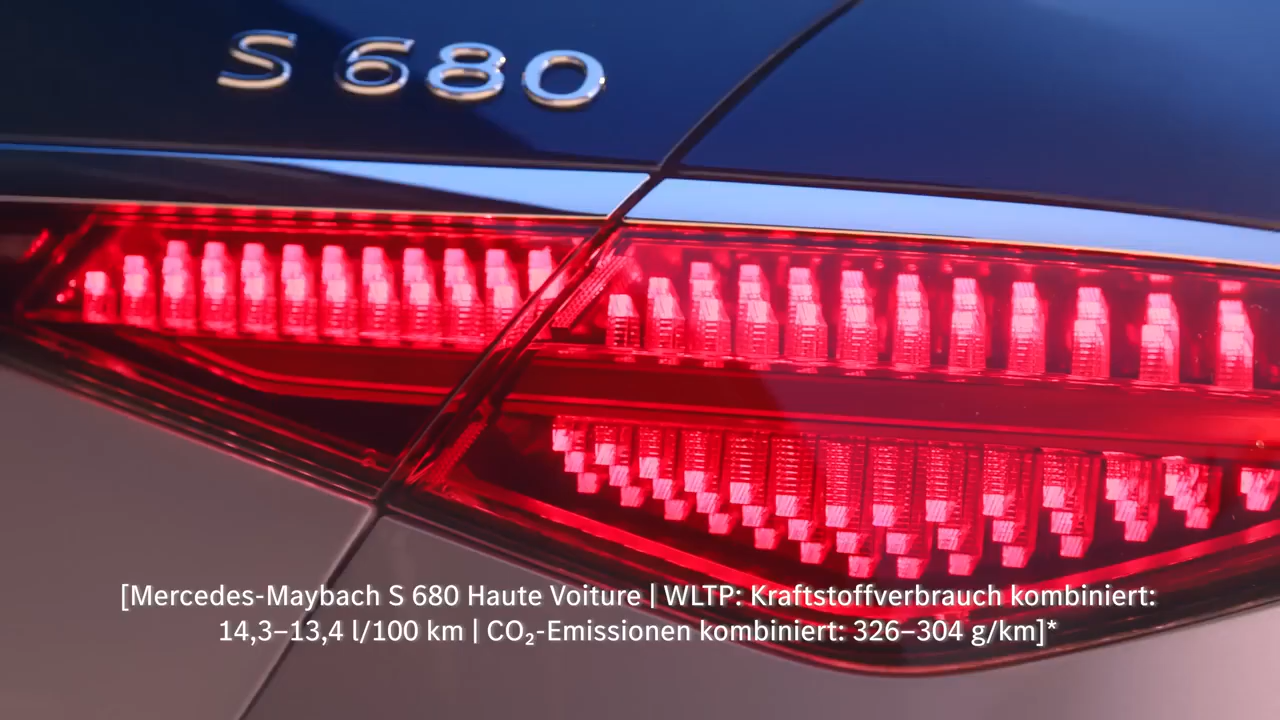 S 680
[Mercedes-Maybach S 680 Haute Voiture | WLTP: Kraftstoffverbrauch kombiniert:
14,3–13,4 l/100 km | CO₂-Emissionen kombiniert: 326–304 g/km]*